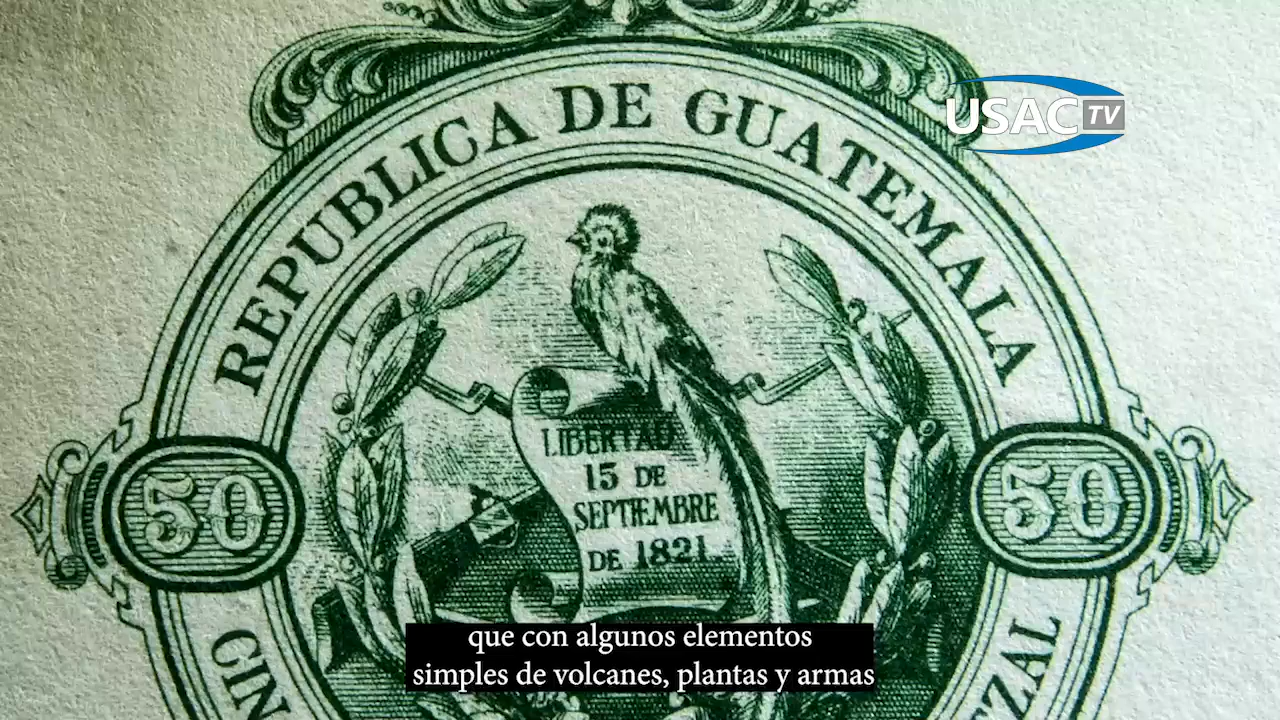 USAC TV
REPUBLICA DE GUATEMALA
LIBERTAD
15 DE
SEPTIEMBRE
DE 1821
50
50
que con algunos elementos
simples de volcanes, plantas y armas